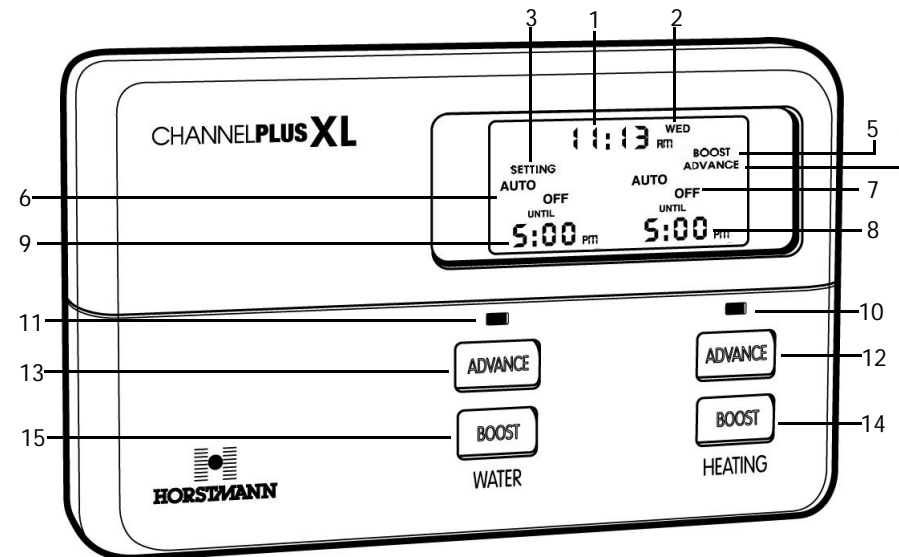 3 1 2
CHANNELPLUS XL
11:13 AM WED
5
BOOST
ADVANCE
SETTING
AUTO
OFF
UNTIL
5:00 PM
AUTO
OFF
UNTIL
5:00 PM
6
7
9
8
11
10
ADVANCE
ADVANCE
13
12
BOOST
BOOST
15
14
WATER
HEATING
HORSTMANN